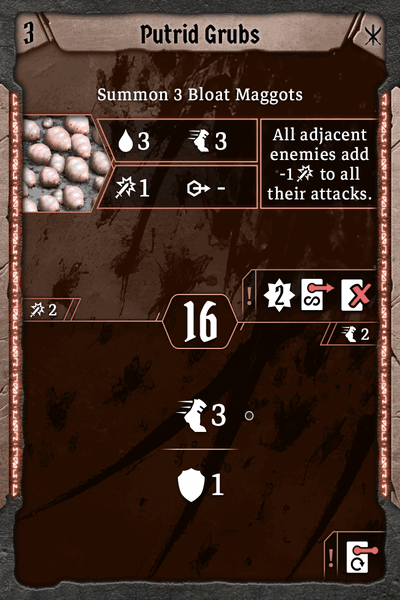 3 Putrid Grubs
Summon 3 Bloat Maggots
3 3
1 -
All adjacent
enemies add
-1 to all
their attacks.
! 2
2
16
2
3
1
!